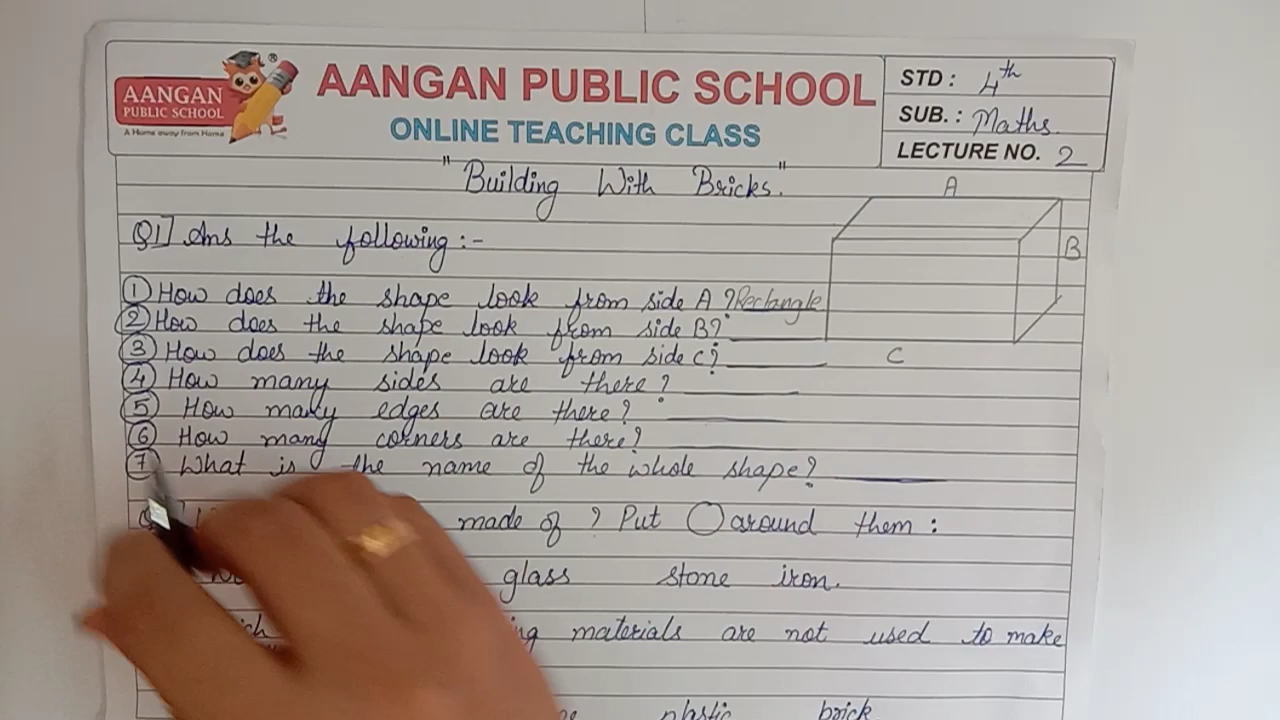 AANGAN
PUBLIC SCHOOL
A Home away from Home
®
AANGAN PUBLIC SCHOOL
ONLINE TEACHING CLASS
STD : 4th
SUB. : Maths.
LECTURE NO. 2
"Building With Bricks."
A
B
C
Q1] Ans the following :-
① How does the shape look from side A ? Rectangle
② How does the shape look from side B?
③ How does the shape look from side C?
④ How many sides are there?
⑤ How many edges are there?
⑥ How many corners are there?
⑦ What is the name of the whole shape?
made of ? Put ◯ around them :
glass stone iron.
materials are not used to make
plastic brick